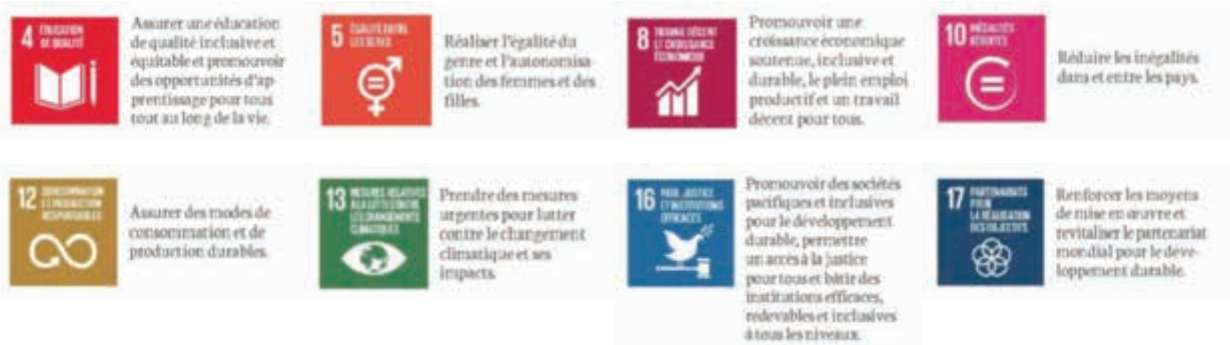 4 ÉDUCATION
DE QUALITÉ
Assurer une éducation
de qualité inclusive et
équitable et promouvoir
des opportunités d'ap-
prentissage pour tous
tout au long de la vie.
5 ÉGALITÉ ENTRE
LES SEXES
Réaliser l'égalité du
genre et l'autonomisa-
tion des femmes et des
filles.
8 TRAVAIL DÉCENT
ET CROISSANCE
ÉCONOMIQUE
Promouvoir une
croissance économique
soutenue, inclusive et
durable, le plein emploi
productif et un travail
décent pour tous.
10 INÉGALITÉS
RÉDUITES
Réduire les inégalités
dans et entre les pays.
12 CONSOMMATION
ET PRODUCTION
RESPONSABLES
Assurer des modes de
consommation et de
production durables.
13 MESURES RELATIVES
À LA LUTTE CONTRE
LES CHANGEMENTS
CLIMATIQUES
Prendre des mesures
urgentes pour lutter
contre le changement
climatique et ses
impacts.
16 PAIX, JUSTICE
ET INSTITUTIONS
EFFICACES
Promouvoir des sociétés
pacifiques et inclusives
pour le développement
durable, permettre
un accès à la justice
pour tous et bâtir des
institutions efficaces,
redevables et inclusives
à tous les niveaux.
17 PARTENARIATS
POUR
LA RÉALISATION
DES OBJECTIFS
Renforcer les moyens
de mise en œuvre et
revitaliser le partenariat
mondial pour le déve-
loppement durable.